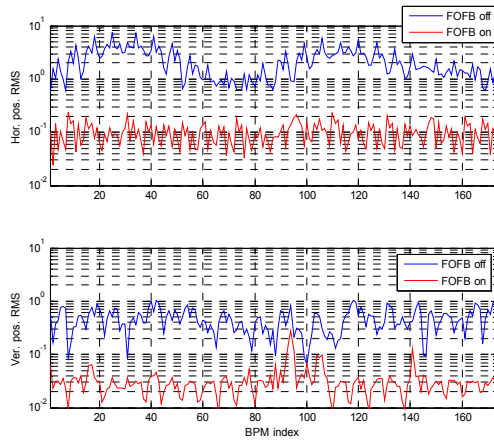 FOFB off
FOFB on
10^1
10^0
10^-1
10^-2
Hor. pos. RMS
20 40 60 80 100 120 140 160
FOFB off
FOFB on
10^1
10^0
10^-1
10^-2
Ver. pos. RMS
20 40 60 80 100 120 140 160
BPM index